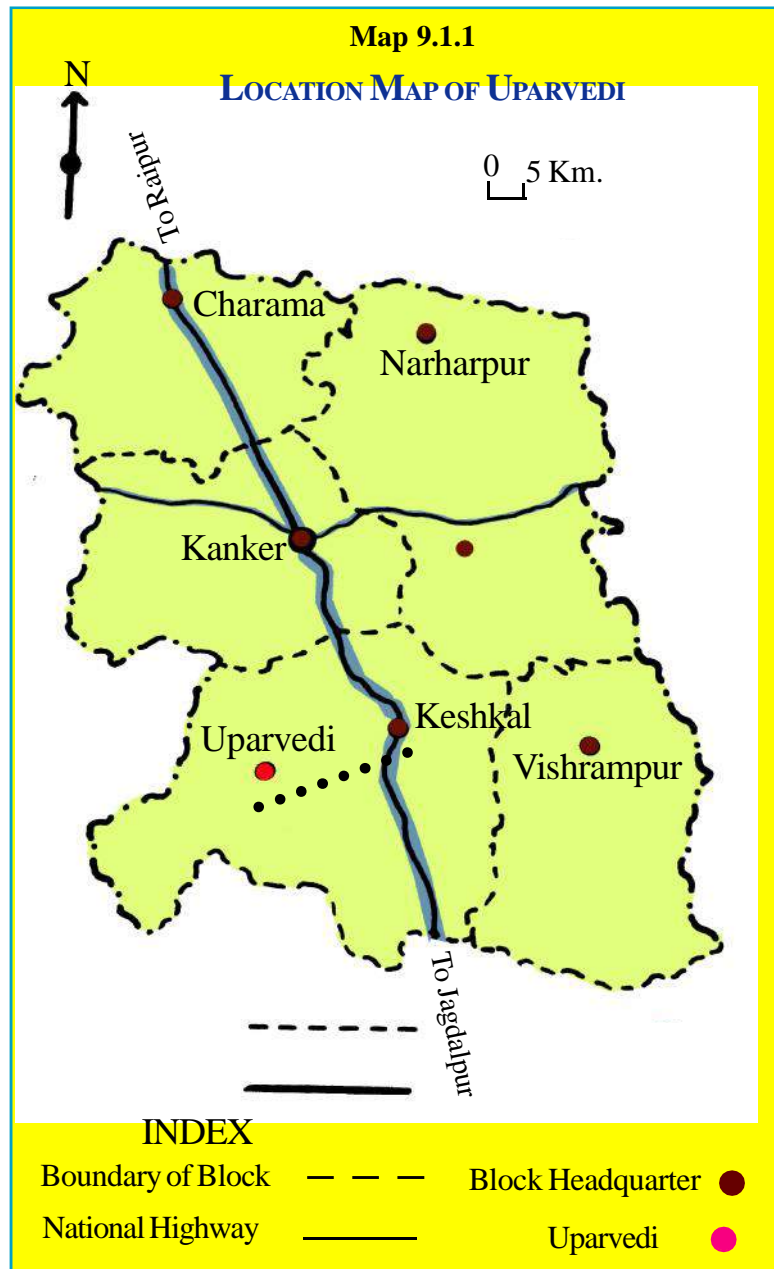 Map 9.1.1
LOCATION MAP OF UPARVEDI
N
To Raipur
0 5 Km.
Charama
Narharpur
Kanker
Keshkal
Uparvedi
Vishrampur
To Jagdalpur
INDEX
Boundary of Block
Block Headquarter
National Highway
Uparvedi